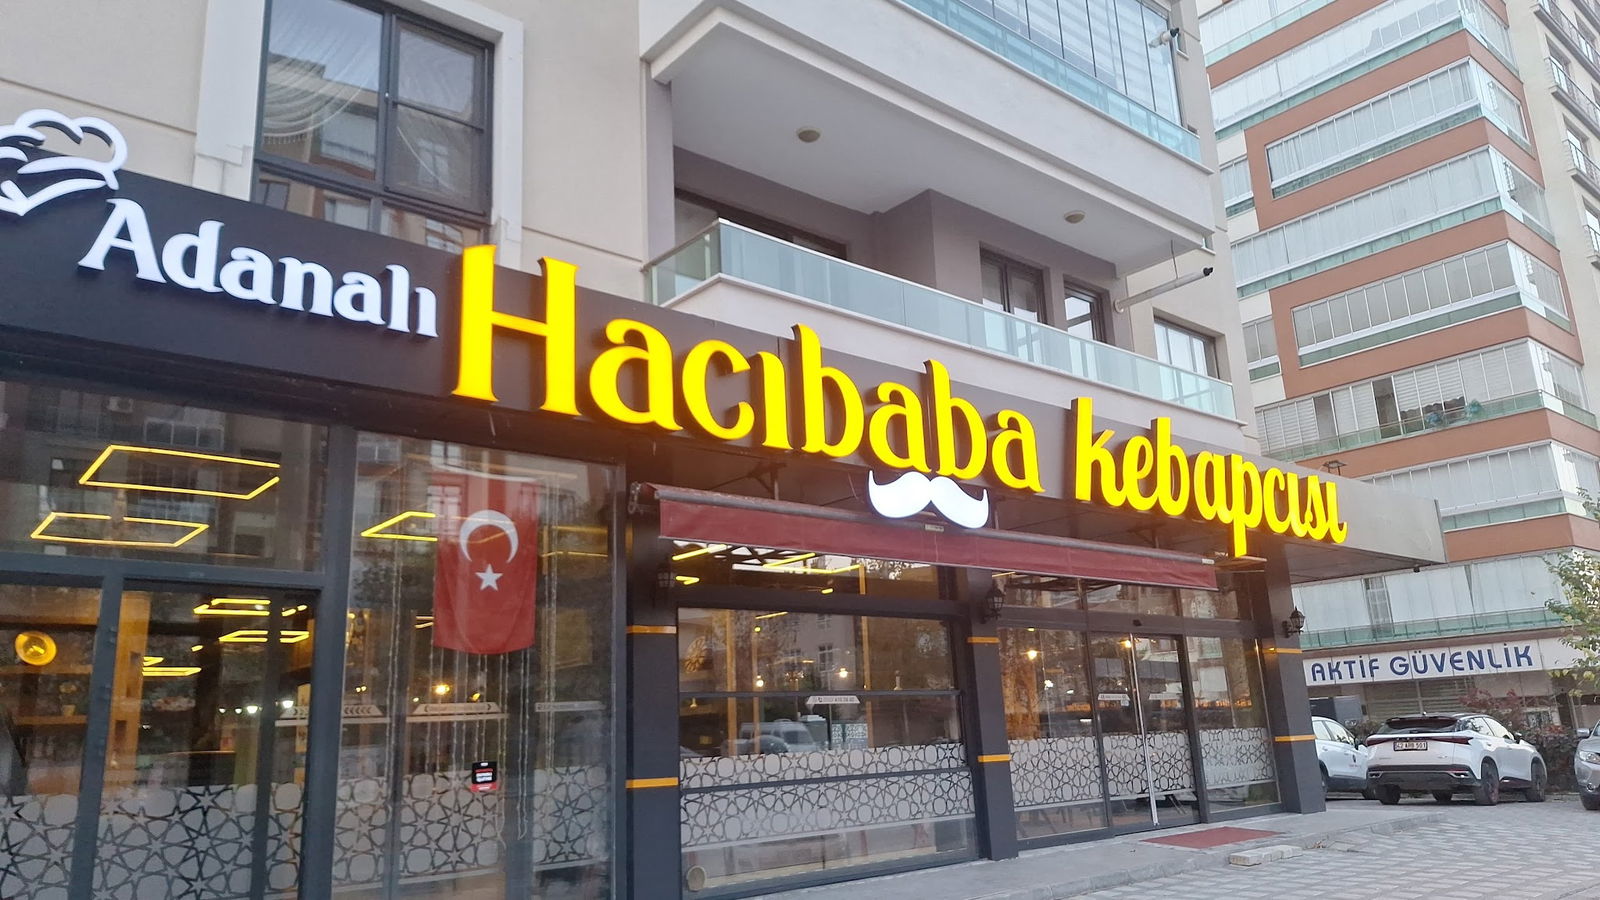 Adanalı
Hacıbaba kebapcısı
AKTİF GÜVENLİK